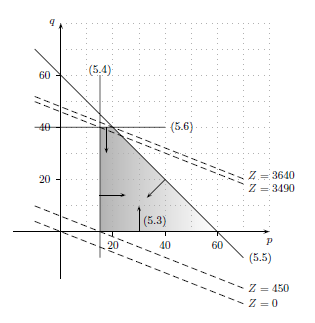 q
(5.4)
60
40
(5.6)
20
Z = 3640
Z = 3490
(5.3)
20
40
60
p
(5.5)
Z = 450
Z = 0